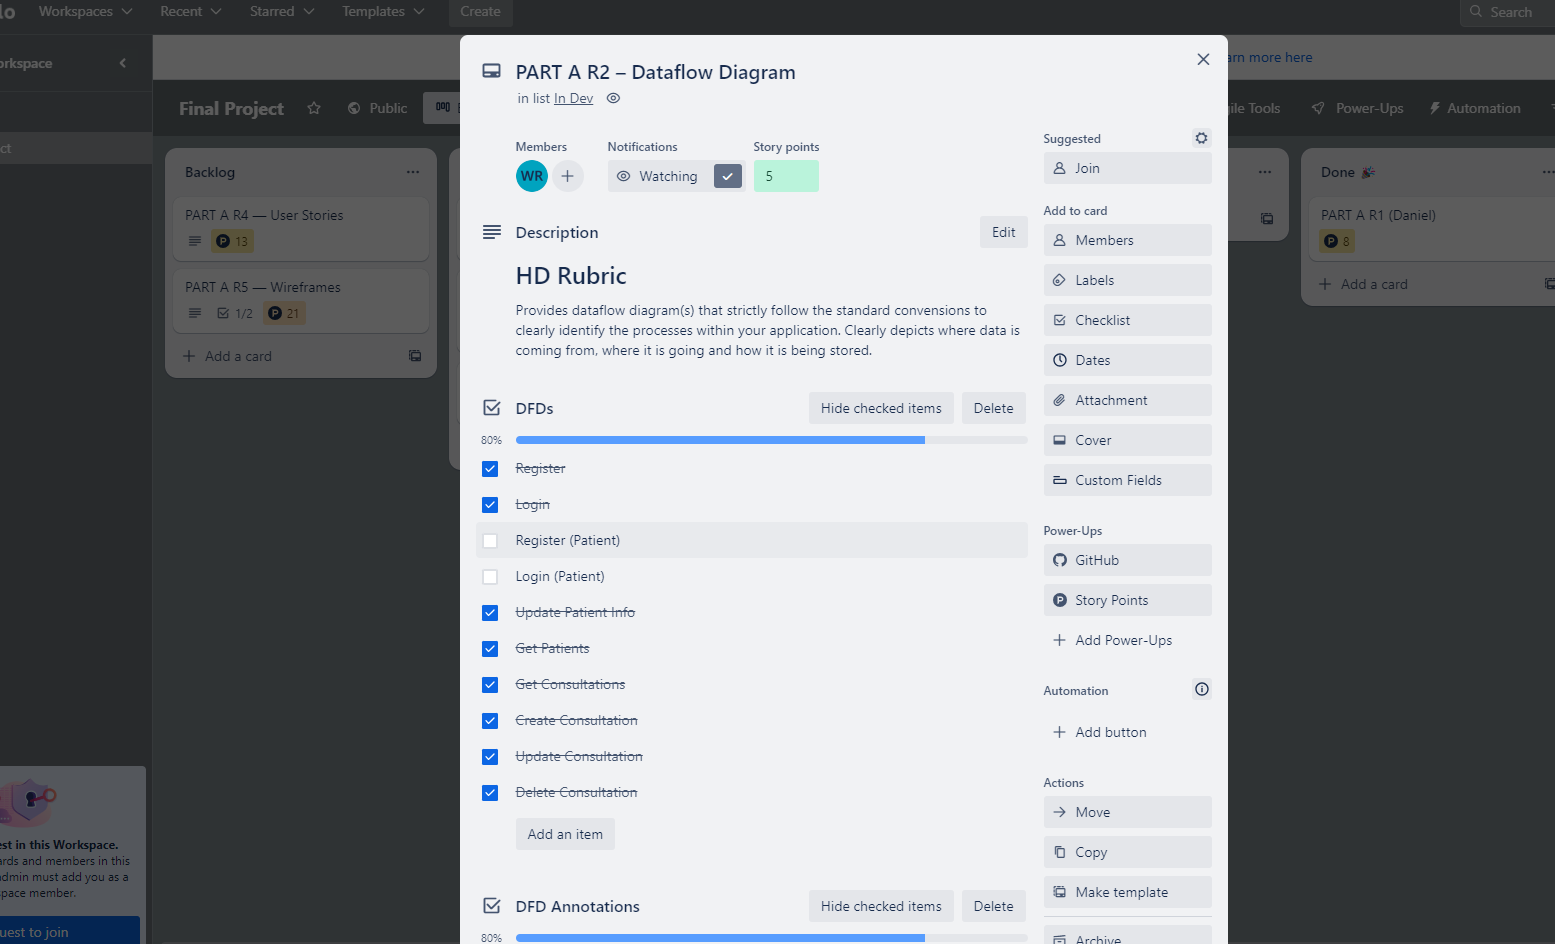 lo
Workspaces
Recent
Starred
Templates
Create
Search
orkspace
arn more here
Final Project
Public
gile Tools
Power-Ups
Automation
ct
Backlog
PART A R4 — User Stories
13
PART A R5 — Wireframes
1/2
21
Add a card
PART A R2 – Dataflow Diagram
in list In Dev
Members
Notifications
Story points
WR
Watching
5
Description
Edit
HD Rubric
Provides dataflow diagram(s) that strictly follow the standard convensions to
clearly identify the processes within your application. Clearly depicts where data is
coming from, where it is going and how it is being stored.
DFDs
Hide checked items
Delete
80%
Register
Login
Register (Patient)
Login (Patient)
Update Patient Info
Get Patients
Get Consultations
Create Consultation
Update Consultation
Delete Consultation
Add an item
DFD Annotations
Hide checked items
Delete
80%
Suggested
Join
Add to card
Members
Labels
Checklist
Dates
Attachment
Cover
Custom Fields
Power-Ups
GitHub
Story Points
Add Power-Ups
Automation
Add button
Actions
Move
Copy
Make template
Archive
Done
PART A R1 (Daniel)
8
Add a card
est in this Workspace.
ards and members in this
dmin must add you as a
space member.
uest to join